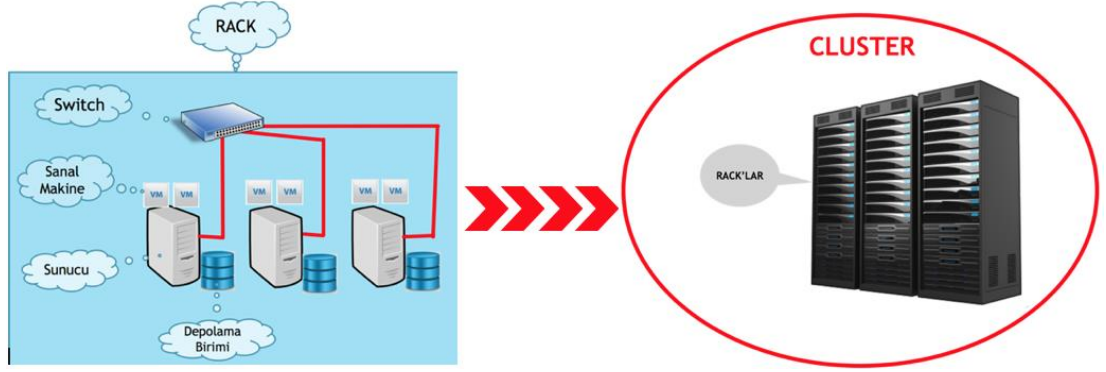 RACK
Switch
Sanal
Makine
VM
VM
VM
VM
VM
VM
Sunucu
Depolama
Birimi
CLUSTER
RACK'LAR